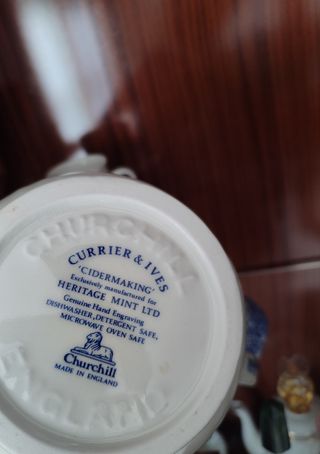 CHURCHILL
CURRIER & IVES
'CIDERMAKING'
Exclusively manufactured for
HERITAGE MINT LTD
Genuine Hand Engraving
DISHWASHER, DETERGENT SAFE,
MICROWAVE OVEN SAFE
Churchill
MADE IN ENGLAND
ENGLAND